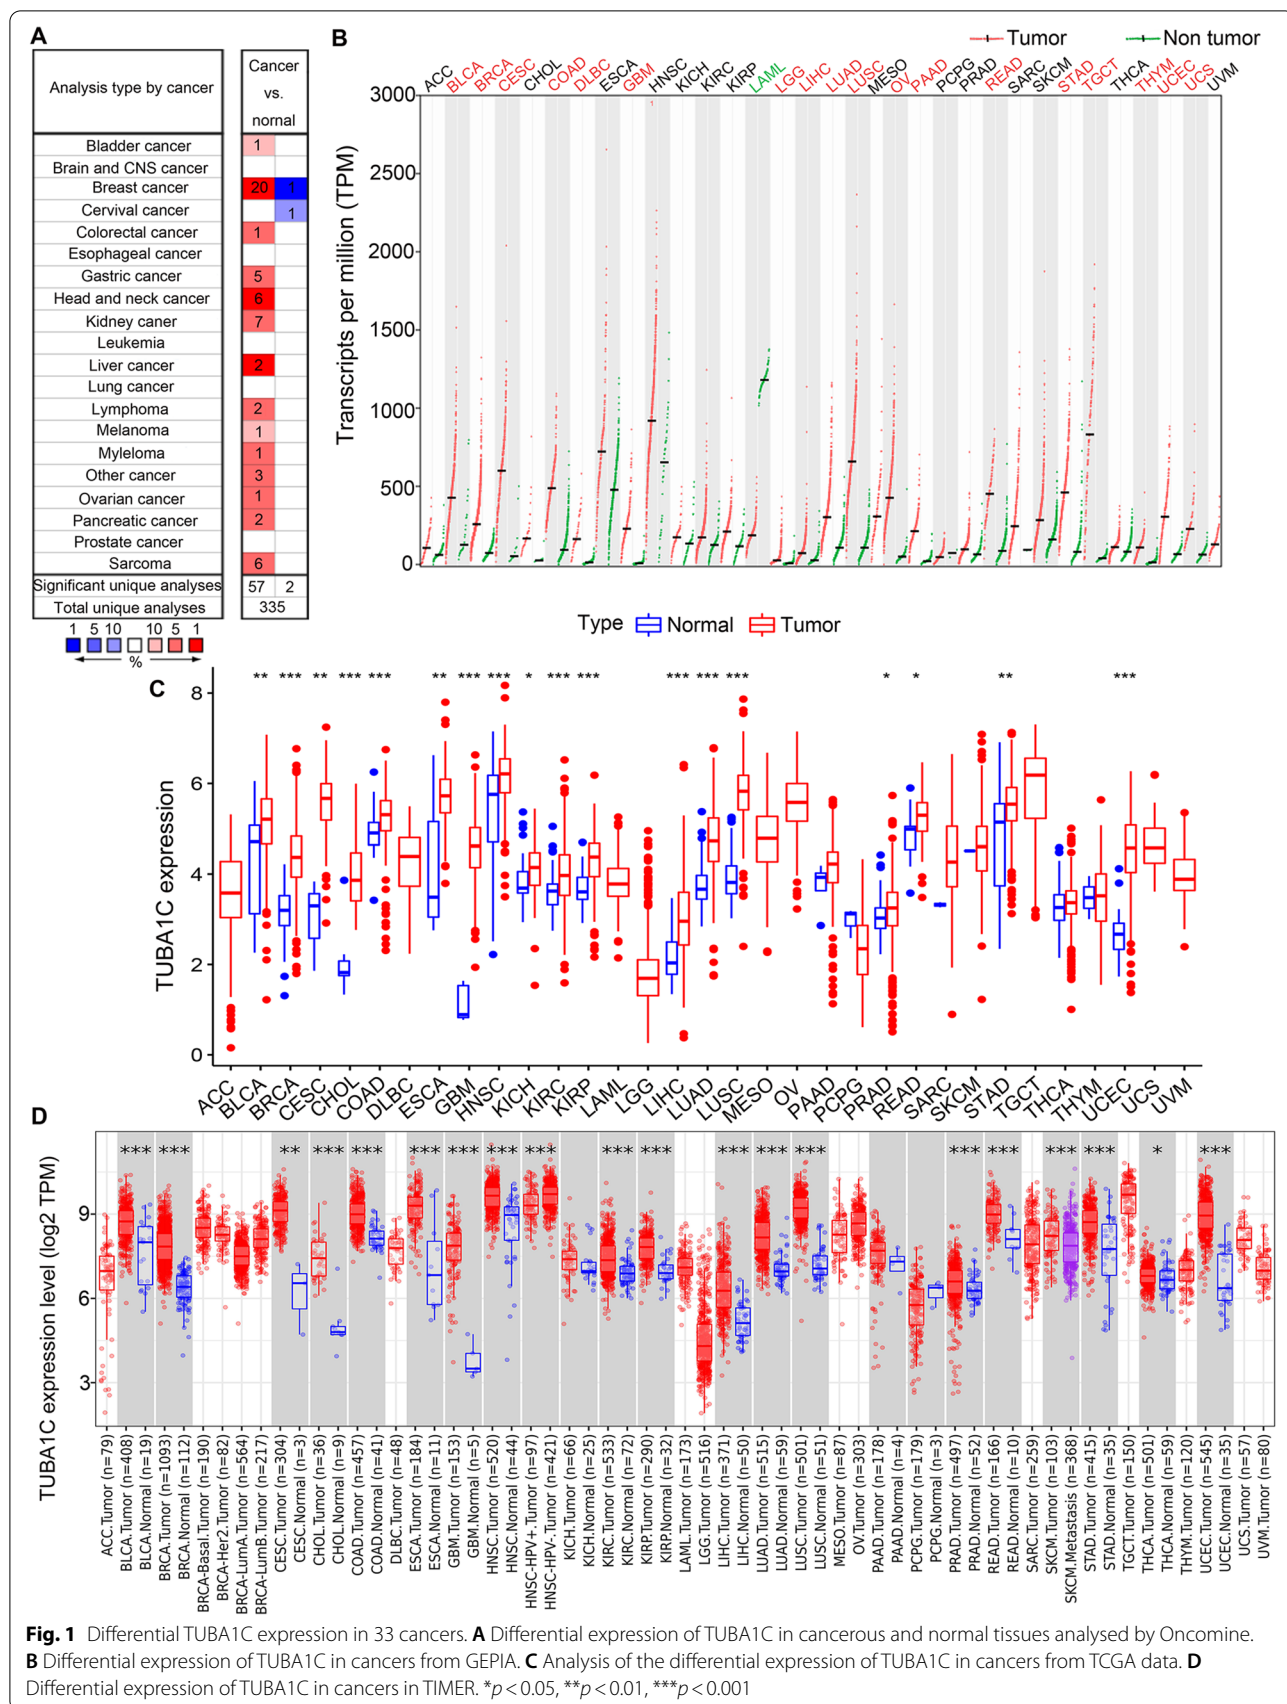 A
Analysis type by cancer
Cancer
vs.
normal
Bladder cancer 1
Brain and CNS cancer
Breast cancer 20 1
Cervival cancer 1
Colorectal cancer 1
Esophageal cancer
Gastric cancer 5
Head and neck cancer 6
Kidney caner 7
Leukemia
Liver cancer 2
Lung cancer
Lymphoma 2
Melanoma 1
Myleloma 1
Other cancer 3
Ovarian cancer 1
Pancreatic cancer 2
Prostate cancer
Sarcoma 6
Significant unique analyses 57 2
Total unique analyses 335
1 5 10 10 5 1
%
B
Tumor Non tumor
ACC BLCA BRCA CESC CHOL COAD DLBC ESCA GBM HNSC KICH KIRC KIRP LAML LGG LIHC LUAD LUSC MESO OV PAAD PCPG PRAD READ SARC SKCM STAD TGCT THCA THYM UCEC UCS UVM
Transcripts per million (TPM)
3000
2500
2000
1500
1000
500
0
Type Normal Tumor
C
** *** ** *** *** ** *** *** * *** *** *** *** *** * * ** ***
TUBA1C expression
8
6
4
2
0
ACC BLCA BRCA CESC CHOL COAD DLBC ESCA GBM HNSC KICH KIRC KIRP LAML LGG LIHC LUAD LUSC MESO OV PAAD PCPG PRAD READ SARC SKCM STAD TGCT THCA THYM UCEC UCS UVM
D
*** *** ** *** *** *** *** *** *** *** *** *** *** *** *** *** *** *** * ***
TUBA1C expression level (log2 TPM)
9
6
3
ACC.Tumor (n=79)
BLCA.Tumor (n=408)
BLCA.Normal (n=19)
BRCA.Tumor (n=1093)
BRCA.Normal (n=112)
BRCA-Basal.Tumor (n=190)
BRCA-Her2.Tumor (n=82)
BRCA-LumA.Tumor (n=564)
BRCA-LumB.Tumor (n=217)
CESC.Tumor (n=304)
CESC.Normal (n=3)
CHOL.Tumor (n=36)
CHOL.Normal (n=9)
COAD.Tumor (n=457)
COAD.Normal (n=41)
DLBC.Tumor (n=48)
ESCA.Tumor (n=184)
ESCA.Normal (n=11)
GBM.Tumor (n=153)
GBM.Normal (n=5)
HNSC.Tumor (n=520)
HNSC.Normal (n=44)
HNSC-HPV+.Tumor (n=97)
HNSC-HPV-.Tumor (n=421)
KICH.Tumor (n=66)
KICH.Normal (n=25)
KIRC.Tumor (n=533)
KIRC.Normal (n=72)
KIRP.Tumor (n=290)
KIRP.Normal (n=32)
LAML.Tumor (n=173)
LGG.Tumor (n=516)
LIHC.Tumor (n=371)
LIHC.Normal (n=50)
LUAD.Tumor (n=515)
LUAD.Normal (n=59)
LUSC.Tumor (n=501)
LUSC.Normal (n=51)
MESO.Tumor (n=87)
OV.Tumor (n=303)
PAAD.Tumor (n=178)
PAAD.Normal (n=4)
PCPG.Tumor (n=179)
PCPG.Normal (n=3)
PRAD.Tumor (n=497)
PRAD.Normal (n=52)
READ.Tumor (n=166)
READ.Normal (n=10)
SARC.Tumor (n=259)
SKCM.Tumor (n=103)
SKCM.Metastasis (n=368)
STAD.Tumor (n=415)
STAD.Normal (n=35)
TGCT.Tumor (n=150)
THCA.Tumor (n=501)
THCA.Normal (n=59)
THYM.Tumor (n=120)
UCEC.Tumor (n=545)
UCEC.Normal (n=35)
UCS.Tumor (n=57)
UVM.Tumor (n=80)
Fig. 1 Differential TUBA1C expression in 33 cancers. A Differential expression of TUBA1C in cancerous and normal tissues analysed by Oncomine.
B Differential expression of TUBA1C in cancers from GEPIA. C Analysis of the differential expression of TUBA1C in cancers from TCGA data. D
Differential expression of TUBA1C in cancers in TIMER. *p < 0.05, **p < 0.01, ***p < 0.001